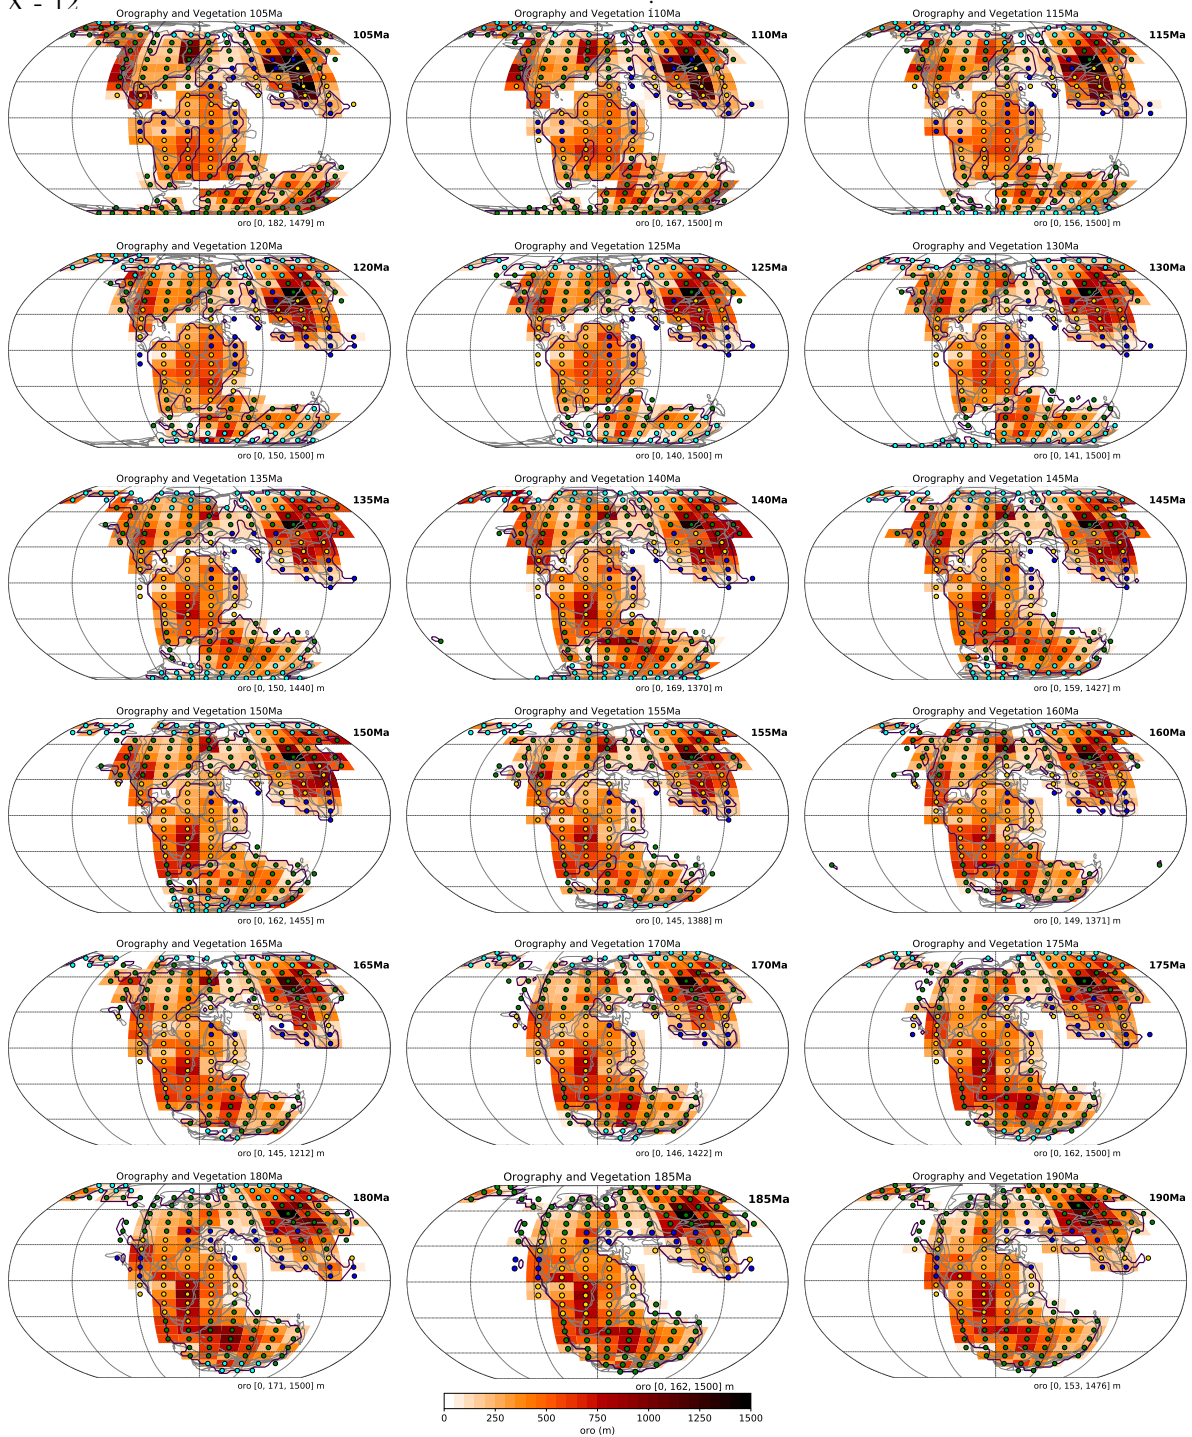 X - 12
:
Orography and Vegetation 105Ma
Orography and Vegetation 110Ma
Orography and Vegetation 115Ma
105Ma
110Ma
115Ma
oro [0, 182, 1479] m
oro [0, 167, 1500] m
oro [0, 156, 1500] m
Orography and Vegetation 120Ma
Orography and Vegetation 125Ma
Orography and Vegetation 130Ma
120Ma
125Ma
130Ma
oro [0, 150, 1500] m
oro [0, 140, 1500] m
oro [0, 141, 1500] m
Orography and Vegetation 135Ma
Orography and Vegetation 140Ma
Orography and Vegetation 145Ma
135Ma
140Ma
145Ma
oro [0, 150, 1440] m
oro [0, 169, 1370] m
oro [0, 159, 1427] m
Orography and Vegetation 150Ma
Orography and Vegetation 155Ma
Orography and Vegetation 160Ma
150Ma
155Ma
160Ma
oro [0, 162, 1455] m
oro [0, 145, 1388] m
oro [0, 149, 1371] m
Orography and Vegetation 165Ma
Orography and Vegetation 170Ma
Orography and Vegetation 175Ma
165Ma
170Ma
175Ma
oro [0, 145, 1212] m
oro [0, 146, 1422] m
oro [0, 162, 1500] m
Orography and Vegetation 180Ma
Orography and Vegetation 185Ma
Orography and Vegetation 190Ma
180Ma
185Ma
190Ma
oro [0, 171, 1500] m
oro [0, 162, 1500] m
oro [0, 153, 1476] m
0 250 500 750 1000 1250 1500
oro (m)